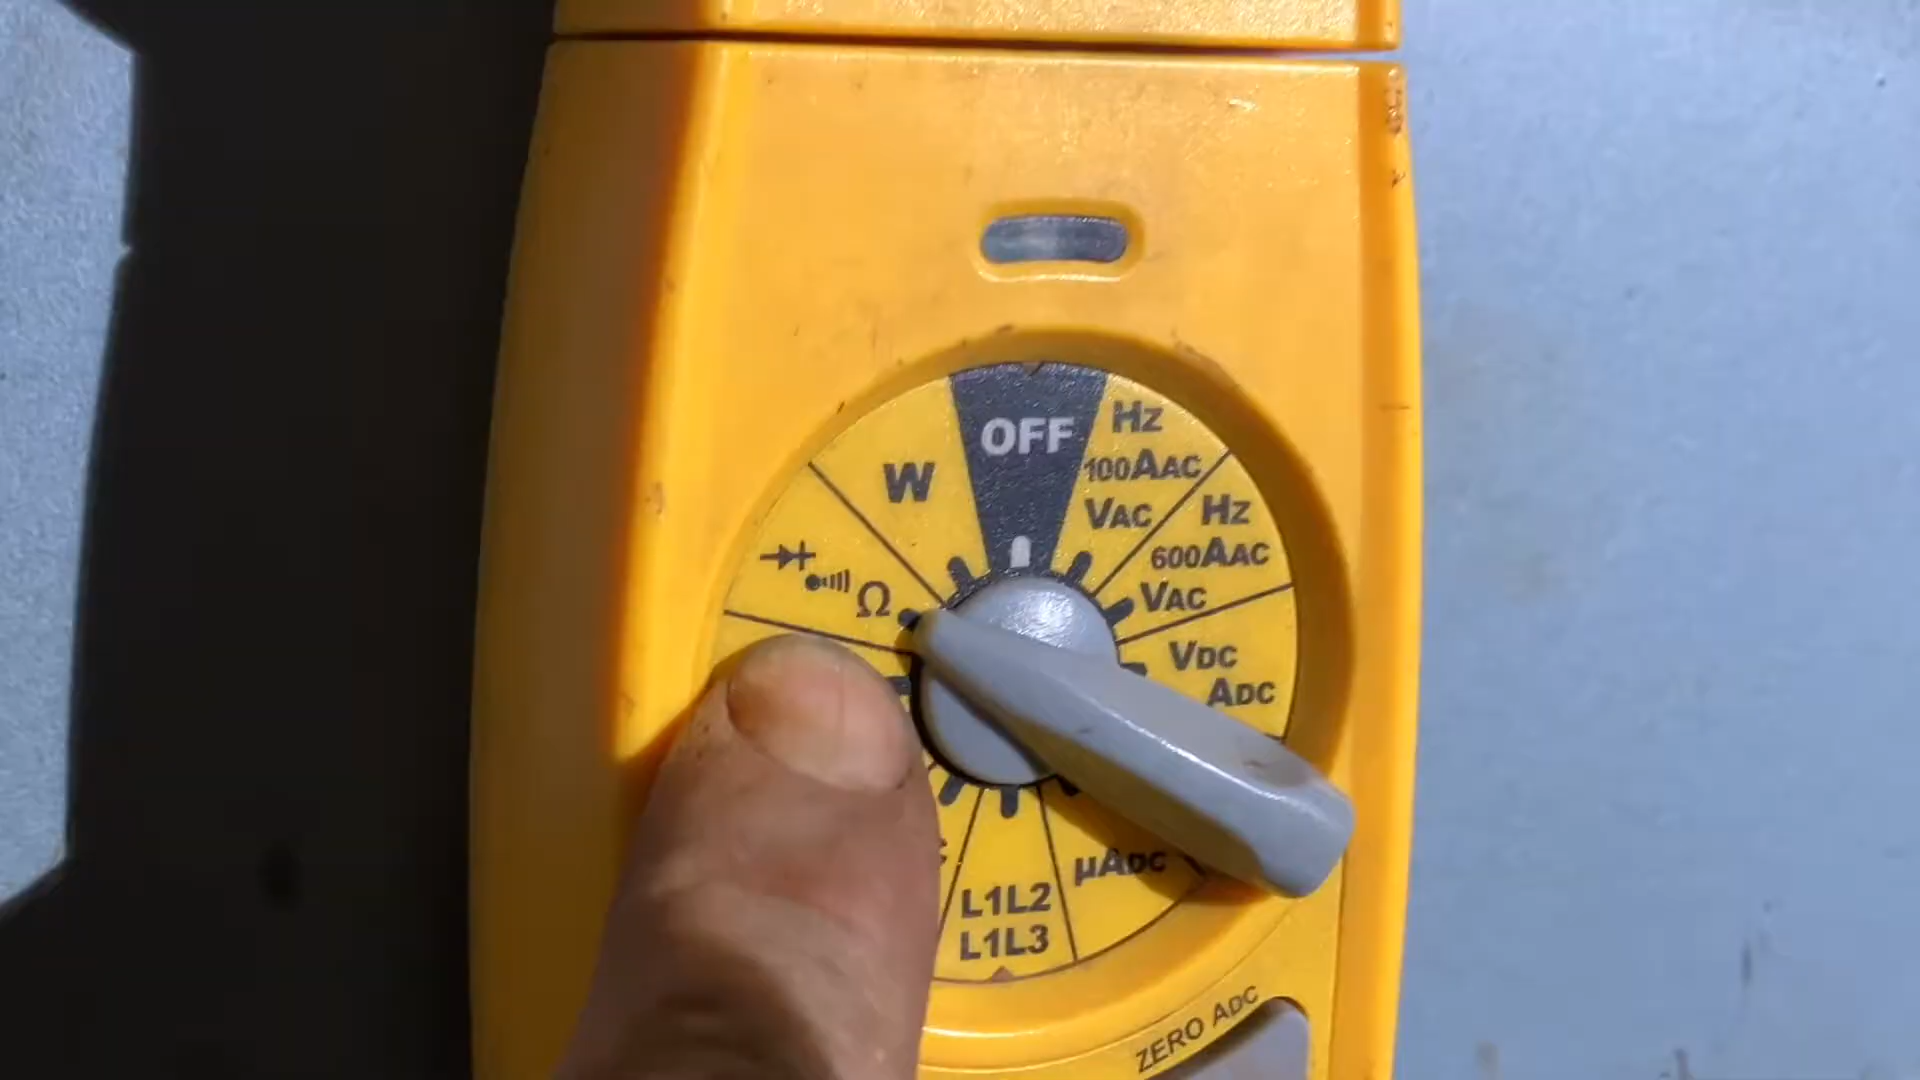 OFF
Hz
100AAC
VAC
Hz
600AAC
VAC
VDC
ADC
µADC
L1L2
L1L3
Ω
W
ZERO ADC